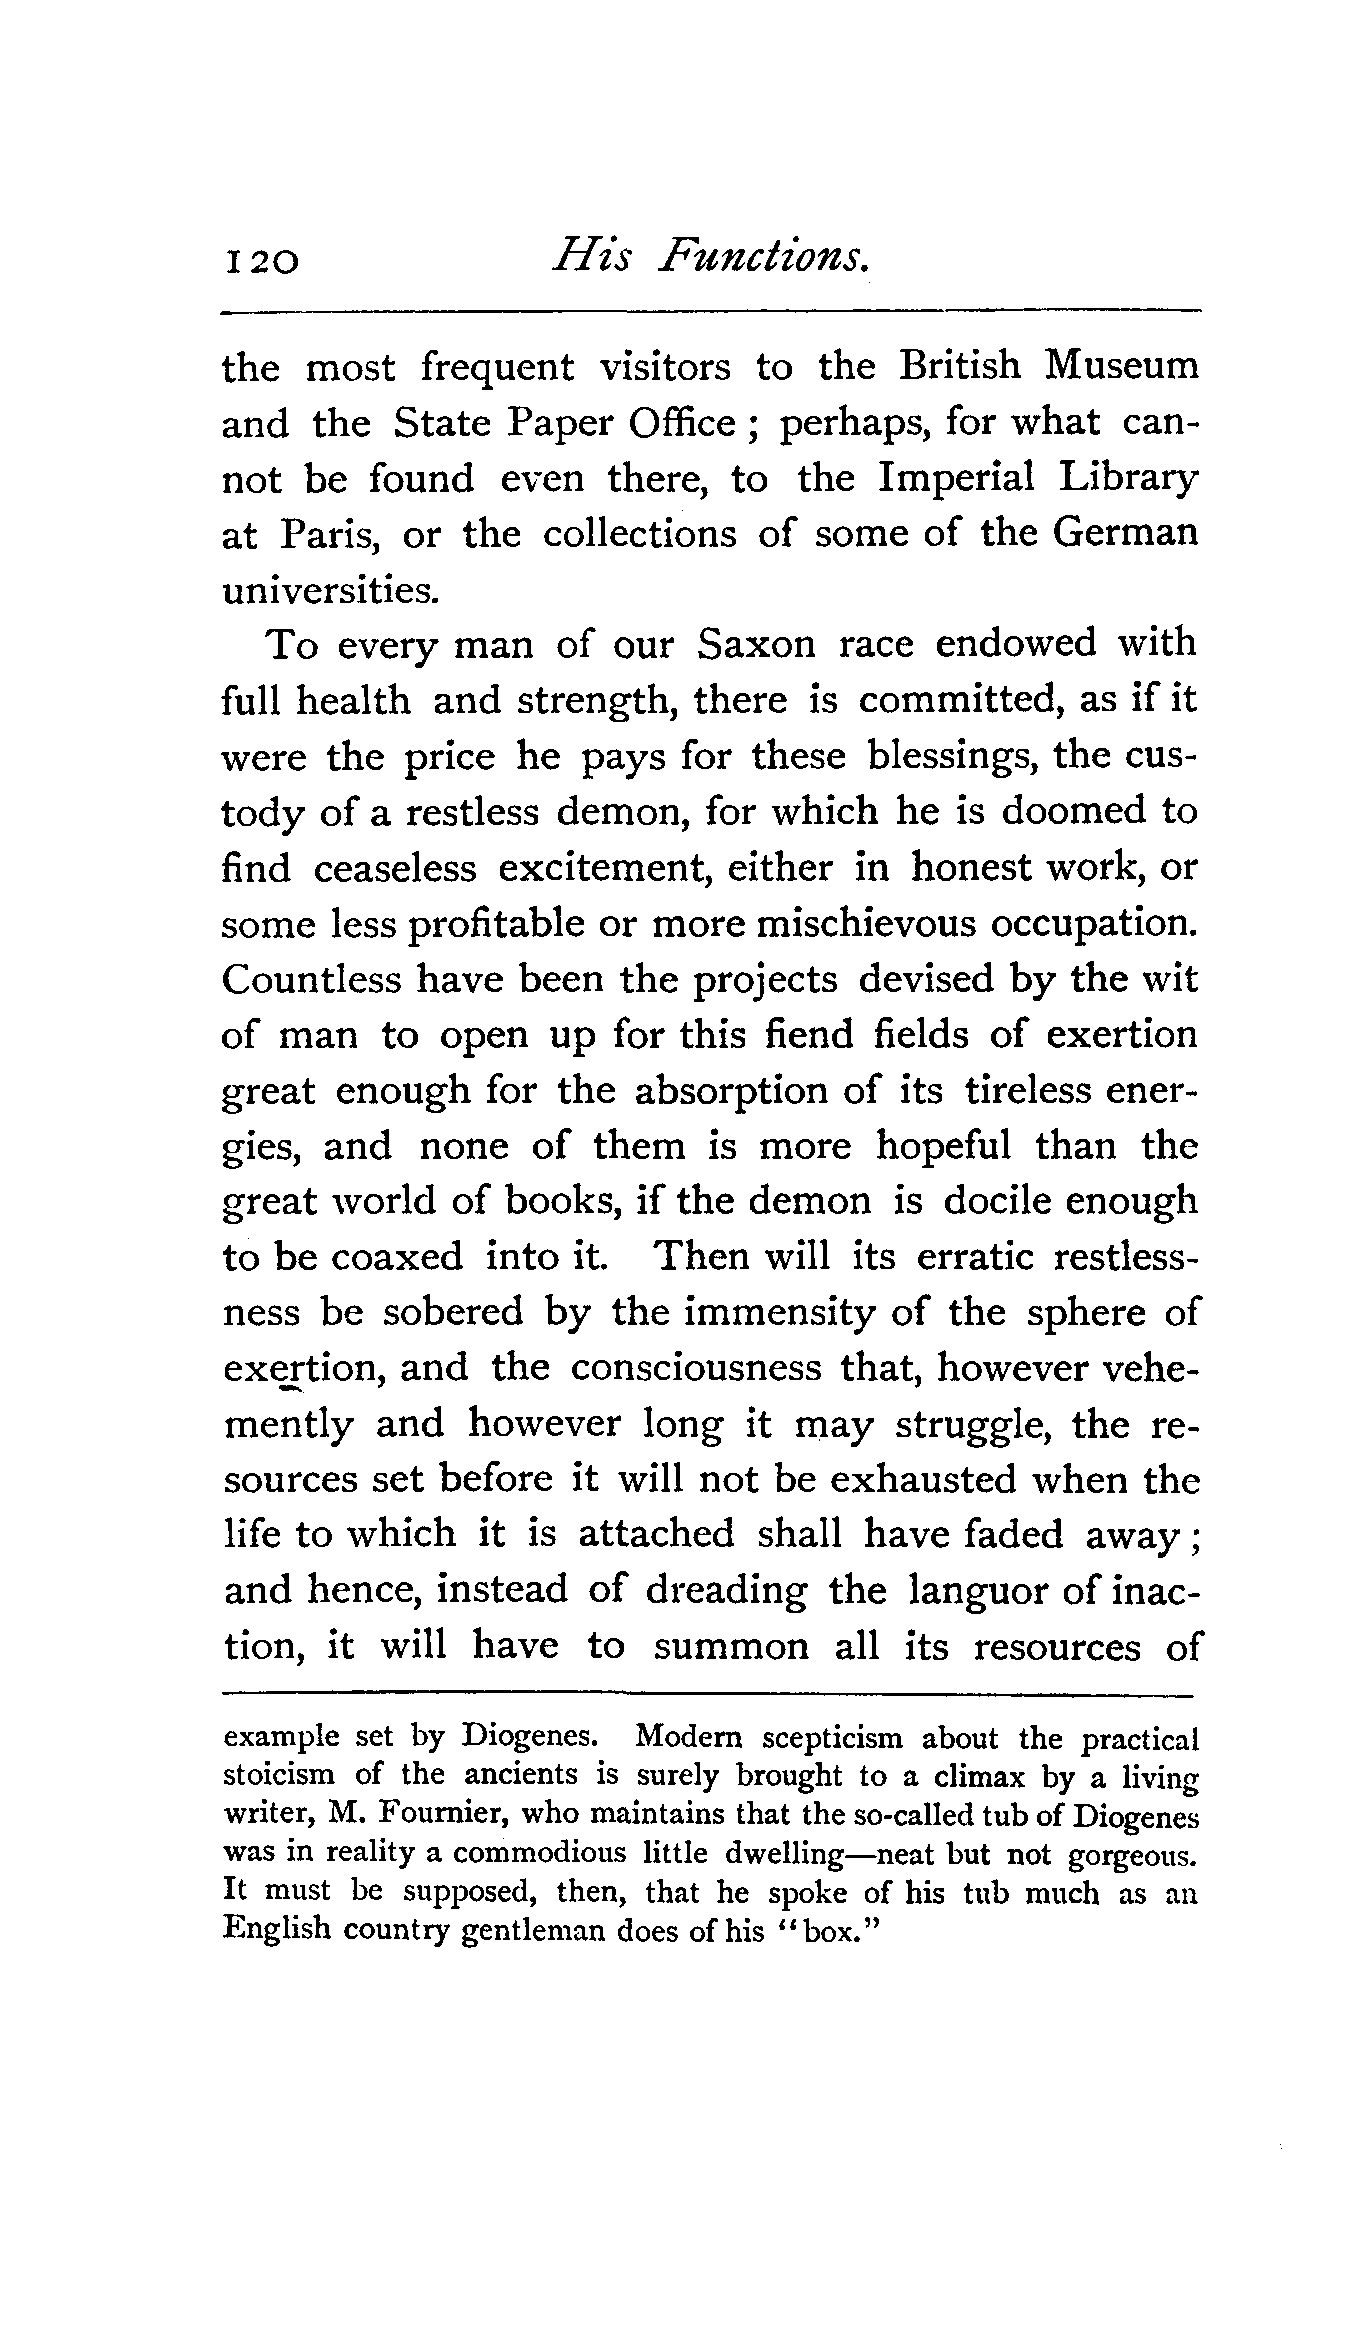 120 His Functions.
the most frequent visitors to the British Museum
and the State Paper Office ; perhaps, for what can-
not be found even there, to the Imperial Library
at Paris, or the collections of some of the German
universities.
To every man of our Saxon race endowed with
full health and strength, there is committed, as if it
were the price he pays for these blessings, the cus-
tody of a restless demon, for which he is doomed to
find ceaseless excitement, either in honest work, or
some less profitable or more mischievous occupation.
Countless have been the projects devised by the wit
of man to open up for this fiend fields of exertion
great enough for the absorption of its tireless ener-
gies, and none of them is more hopeful than the
great world of books, if the demon is docile enough
to be coaxed into it. Then will its erratic restless-
ness be sobered by the immensity of the sphere of
exertion, and the consciousness that, however vehe-
mently and however long it may struggle, the re-
sources set before it will not be exhausted when the
life to which it is attached shall have faded away ;
and hence, instead of dreading the languor of inac-
tion, it will have to summon all its resources of
example set by Diogenes. Modern scepticism about the practical
stoicism of the ancients is surely brought to a climax by a living
writer, M. Fournier, who maintains that the so-called tub of Diogenes
was in reality a commodious little dwelling—neat but not gorgeous.
It must be supposed, then, that he spoke of his tub much as an
English country gentleman does of his "box."